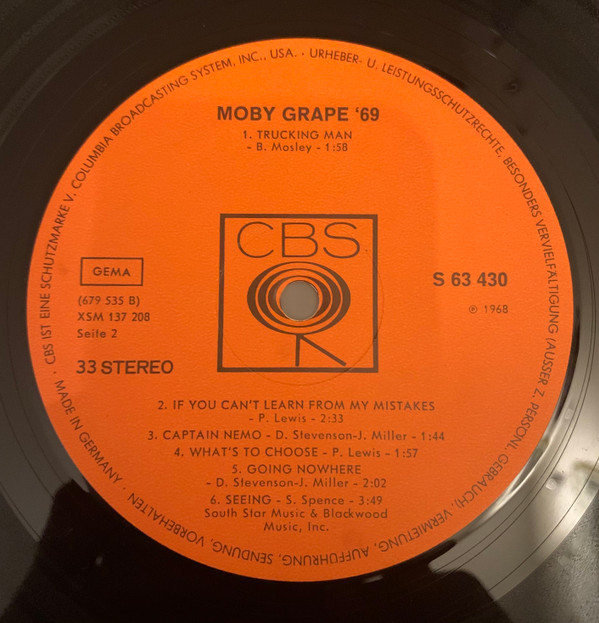 CBS IST EINE SCHUTZMARKE V. COLUMBIA BROADCASTING SYSTEM, INC., USA. · URHEBER- U. LEISTUNGSSCHUTZRECHTE, BESONDERS VERVIELFÄLTIGUNG (AUSSER Z. PERSÖNL. GEBRAUCH), VERMIETUNG, AUFFÜHRUNG, SENDUNG, VORBEHALTEN · MADE IN GERMANY ·
MOBY GRAPE '69
1. TRUCKING MAN
- B. Mosley - 1:58
CBS
GEMA
(679 535 B)
XSM 137 208
Seite 2
33 STEREO
S 63 430
℗ 1968
2. IF YOU CAN'T LEARN FROM MY MISTAKES
- P. Lewis - 2:33
3. CAPTAIN NEMO - D. Stevenson-J. Miller - 1:44
4. WHAT'S TO CHOOSE - P. Lewis - 1:57
5. GOING NOWHERE
- D. Stevenson-J. Miller - 2:02
6. SEEING - S. Spence - 3:49
South Star Music & Blackwood
Music, Inc.